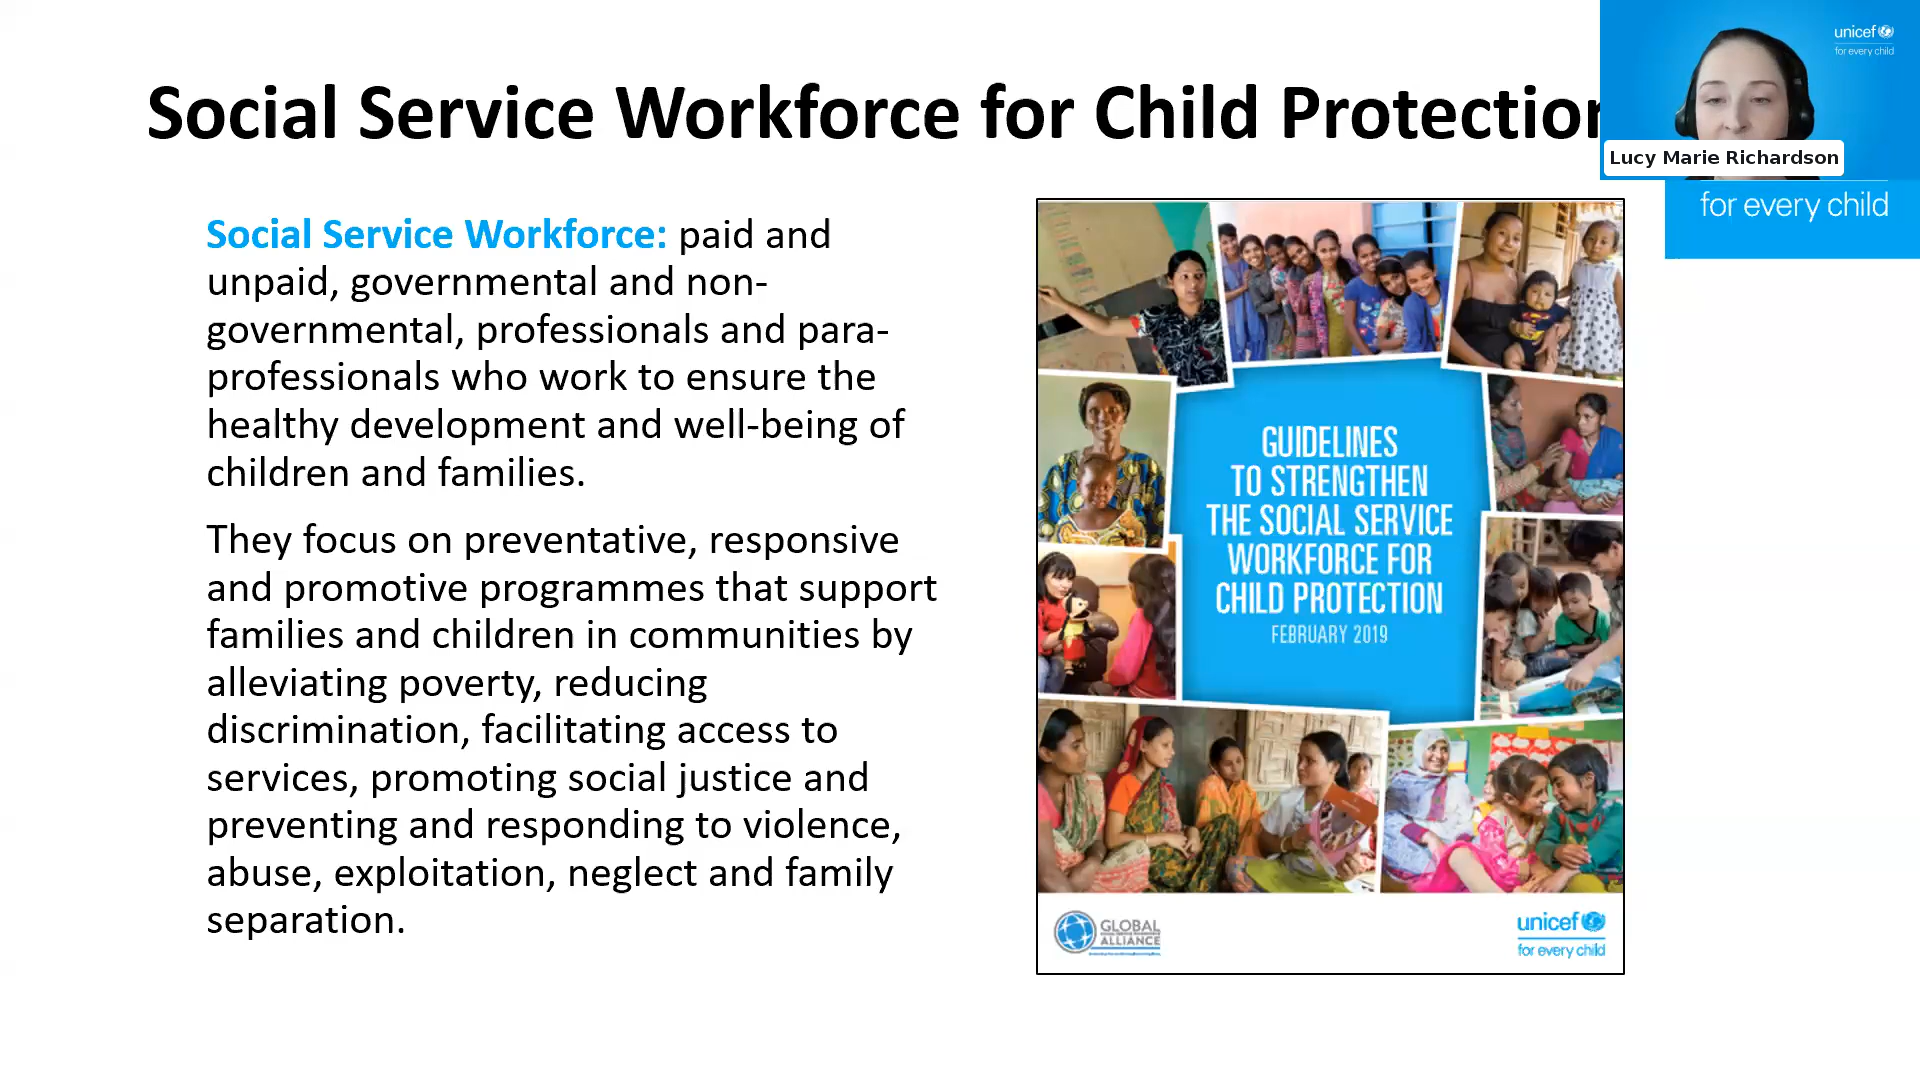 Social Service Workforce for Child Protection
unicef
for every child
Lucy Marie Richardson
for every child
Social Service Workforce: paid and
unpaid, governmental and non-
governmental, professionals and para-
professionals who work to ensure the
healthy development and well-being of
children and families.
They focus on preventative, responsive
and promotive programmes that support
families and children in communities by
alleviating poverty, reducing
discrimination, facilitating access to
services, promoting social justice and
preventing and responding to violence,
abuse, exploitation, neglect and family
separation.
GUIDELINES
TO STRENGTHEN
THE SOCIAL SERVICE
WORKFORCE FOR
CHILD PROTECTION
FEBRUARY 2019
GLOBAL
ALLIANCE
unicef
for every child